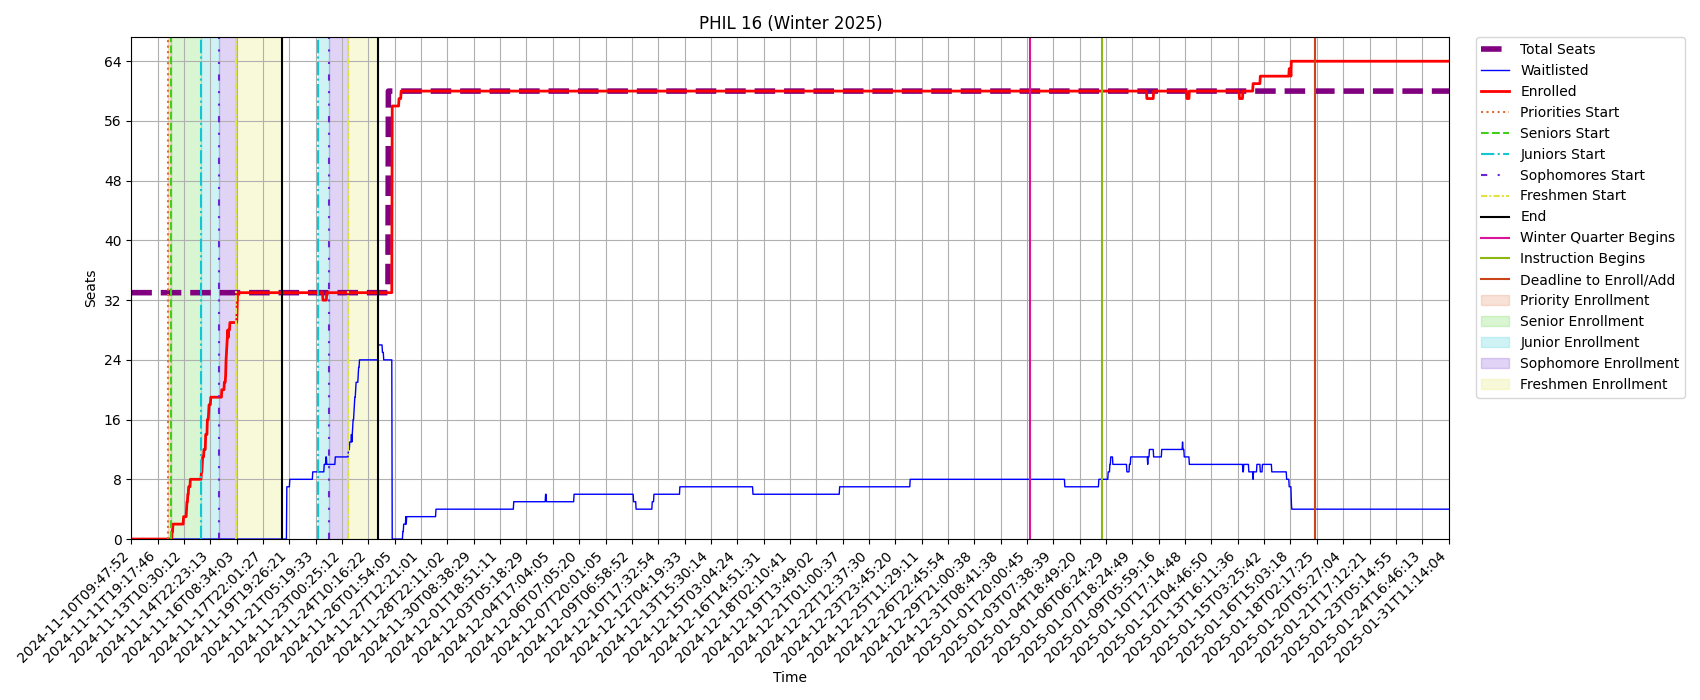 PHIL 16 (Winter 2025)
Seats
64
56
48
40
32
24
16
8
0
2024-11-10T09:47:52
2024-11-11T19:17:46
2024-11-13T10:30:12
2024-11-14T22:23:13
2024-11-16T08:34:03
2024-11-17T22:01:27
2024-11-19T19:26:21
2024-11-21T05:19:33
2024-11-23T00:25:12
2024-11-24T10:16:22
2024-11-26T01:54:05
2024-11-27T12:21:01
2024-11-28T22:11:02
2024-11-30T08:38:29
2024-12-01T18:51:11
2024-12-03T05:18:29
2024-12-04T17:04:05
2024-12-06T07:05:20
2024-12-07T20:01:05
2024-12-09T06:58:52
2024-12-10T17:32:54
2024-12-12T04:19:33
2024-12-13T15:30:14
2024-12-15T03:04:24
2024-12-16T14:51:31
2024-12-18T02:10:41
2024-12-19T13:49:02
2024-12-21T01:00:37
2024-12-22T12:37:30
2024-12-23T23:45:20
2024-12-25T11:29:11
2024-12-26T22:45:54
2024-12-29T21:00:38
2024-12-31T08:41:38
2025-01-01T20:00:45
2025-01-03T07:38:39
2025-01-04T18:49:20
2025-01-06T06:24:29
2025-01-07T18:24:49
2025-01-09T05:59:16
2025-01-10T17:14:48
2025-01-12T04:46:50
2025-01-13T16:11:36
2025-01-15T03:25:42
2025-01-16T15:03:18
2025-01-18T02:17:25
2025-01-20T05:27:04
2025-01-21T17:12:21
2025-01-23T05:14:55
2025-01-24T16:46:13
2025-01-31T11:14:04
Time
Total Seats
Waitlisted
Enrolled
Priorities Start
Seniors Start
Juniors Start
Sophomores Start
Freshmen Start
End
Winter Quarter Begins
Instruction Begins
Deadline to Enroll/Add
Priority Enrollment
Senior Enrollment
Junior Enrollment
Sophomore Enrollment
Freshmen Enrollment